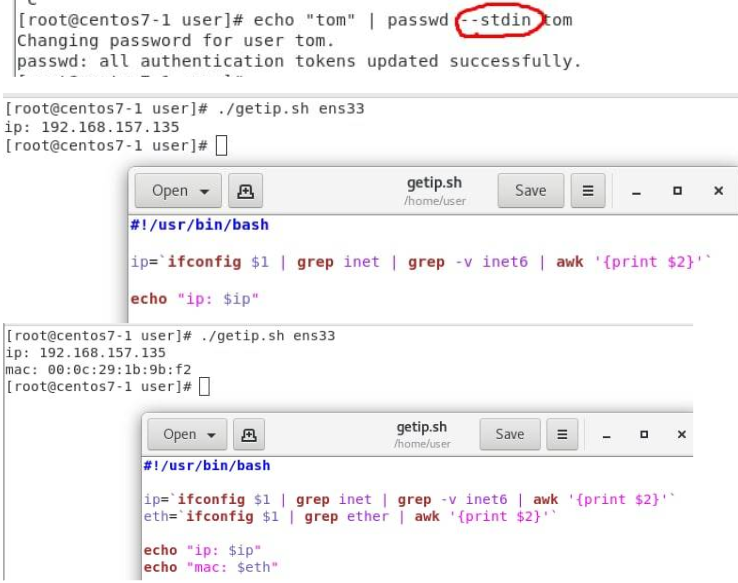 [root@centos7-1 user]# echo "tom" | passwd --stdin tom
Changing password for user tom.
passwd: all authentication tokens updated successfully.
[root@centos7-1 user]# ./getip.sh ens33
ip: 192.168.157.135
[root@centos7-1 user]#
Open
getip.sh
/home/user
Save
#!/usr/bin/bash
ip=`ifconfig $1 | grep inet | grep -v inet6 | awk '{print $2}'`
echo "ip: $ip"
[root@centos7-1 user]# ./getip.sh ens33
ip: 192.168.157.135
mac: 00:0c:29:1b:9b:f2
[root@centos7-1 user]#
Open
getip.sh
/home/user
Save
#!/usr/bin/bash
ip=`ifconfig $1 | grep inet | grep -v inet6 | awk '{print $2}'`
eth=`ifconfig $1 | grep ether | awk '{print $2}'`
echo "ip: $ip"
echo "mac: $eth"